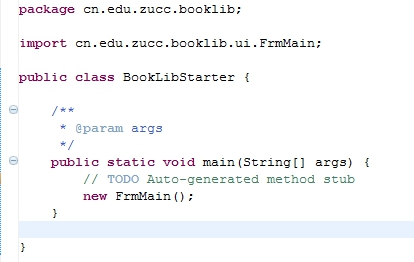 package cn.edu.zucc.booklib;
import cn.edu.zucc.booklib.ui.FrmMain;
public class BookLibStarter {
/**
* @param args
*/
public static void main(String[] args) {
// TODO Auto-generated method stub
new FrmMain();
}
}